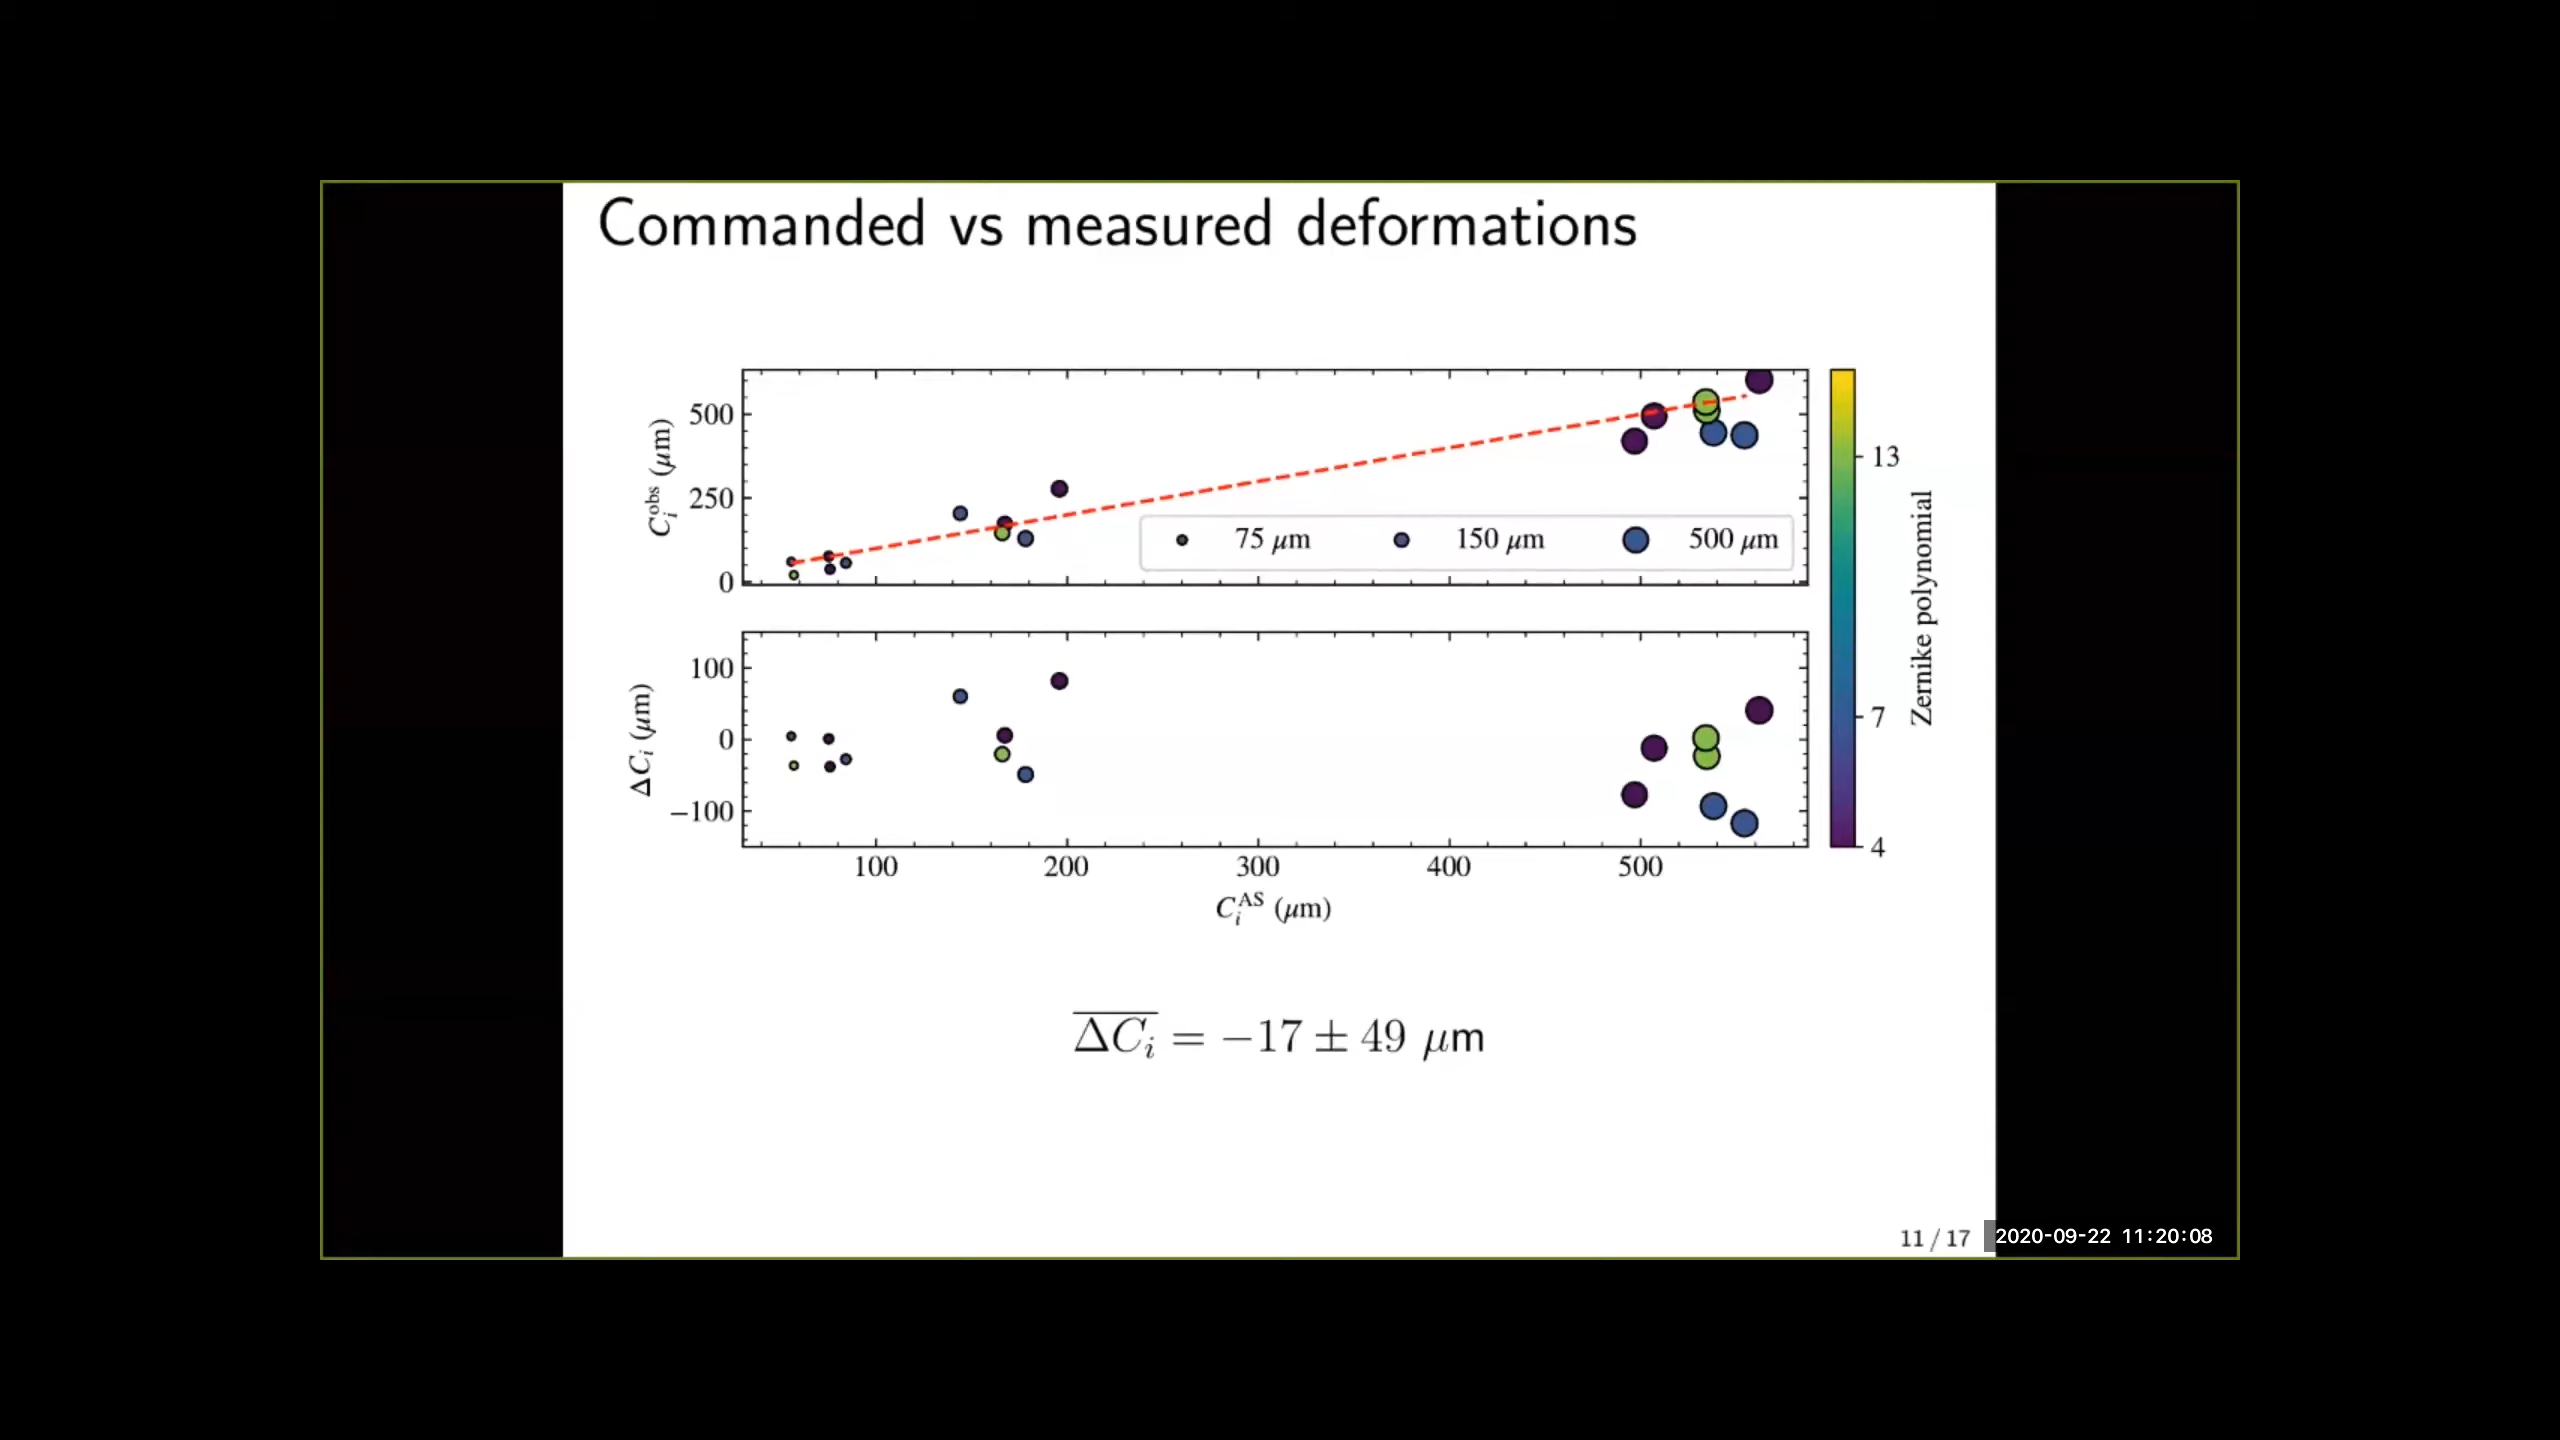 Commanded vs measured deformations
500
250
0
C_i^obs (μm)
75 μm 150 μm 500 μm
100
0
−100
ΔC_i (μm)
100 200 300 400 500
C_i^AS (μm)
13
7
4
Zernike polynomial
\overline{ΔC_i} = −17 ± 49 μm
11 / 17
2020-09-22 11:20:08